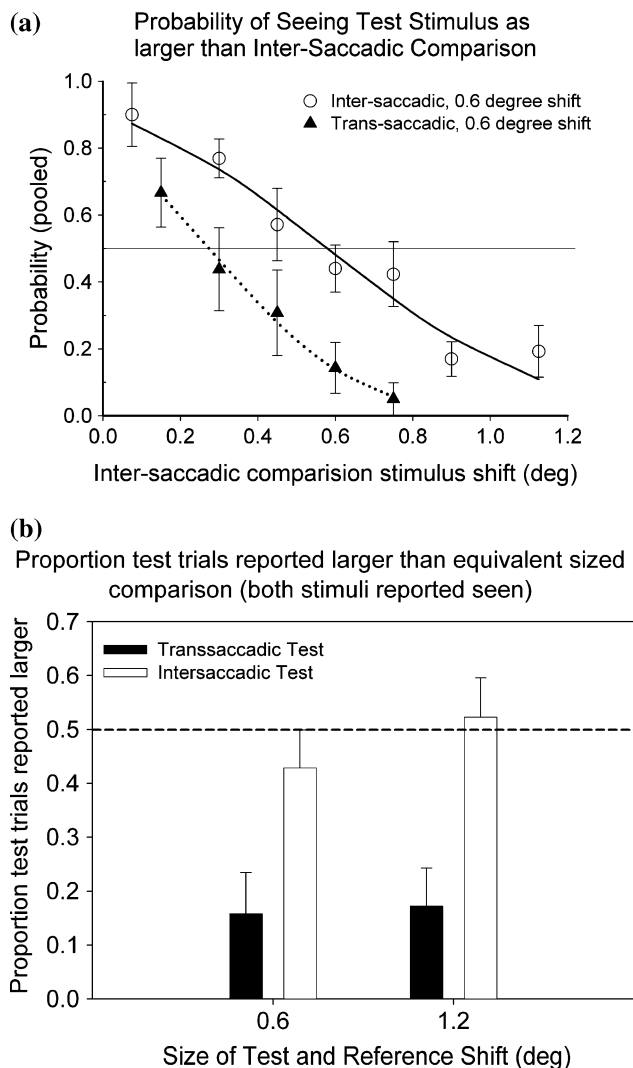 (a)
Probability of Seeing Test Stimulus as
larger than Inter-Saccadic Comparison
1.0
0.8
0.6
0.4
0.2
0.0
Probability (pooled)
Inter-saccadic, 0.6 degree shift
Trans-saccadic, 0.6 degree shift
0.0 0.2 0.4 0.6 0.8 1.0 1.2
Inter-saccadic comparision stimulus shift (deg)
(b)
Proportion test trials reported larger than equivalent sized
comparison (both stimuli reported seen)
0.7
0.6
0.5
0.4
0.3
0.2
0.1
0.0
Proportion test trials reported larger
Transsaccadic Test
Intersaccadic Test
0.6 1.2
Size of Test and Reference Shift (deg)